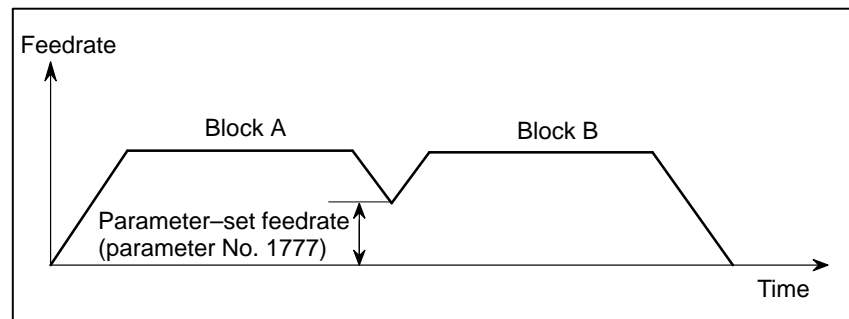 Feedrate
Block A
Block B
Parameter–set feedrate
(parameter No. 1777)
Time